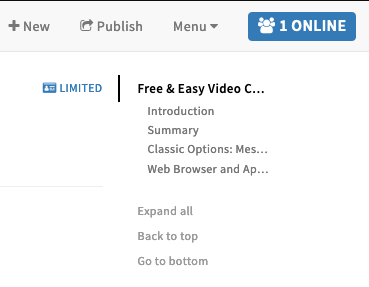 New Publish Menu 1 ONLINE
LIMITED
Free & Easy Video C…
Introduction
Summary
Classic Options: Mes…
Web Browser and Ap…
Expand all
Back to top
Go to bottom